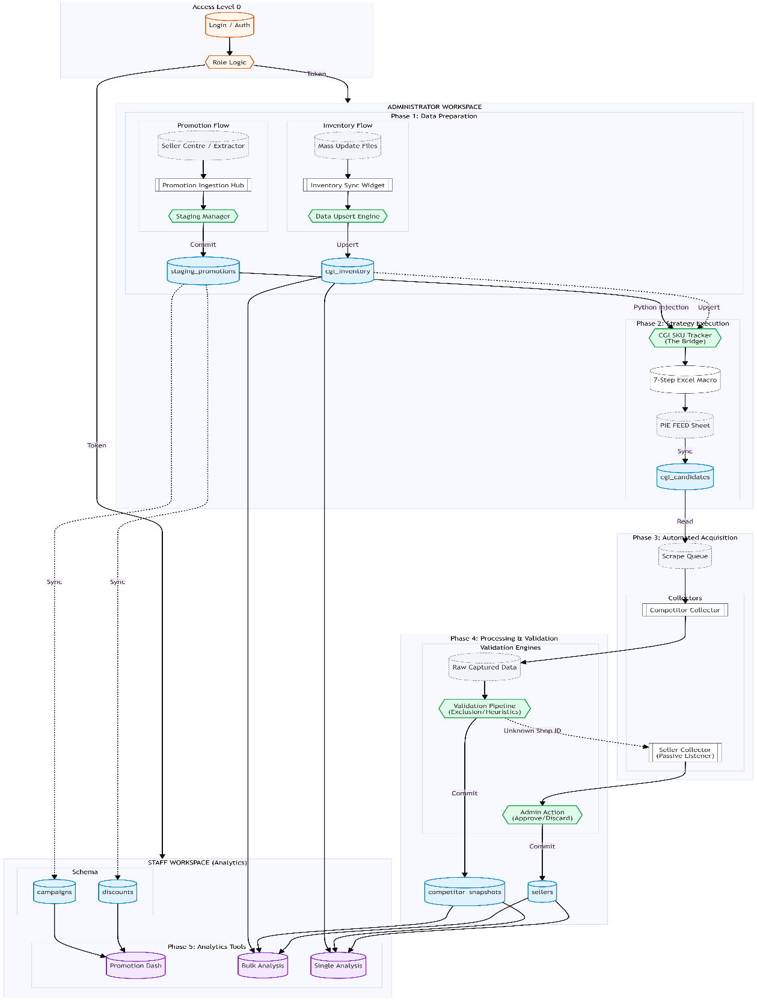 Access Level 0
Login / Auth
Role Logic
Token
ADMINISTRATOR WORKSPACE
Phase 1: Data Preparation
Promotion Flow
Inventory Flow
Seller Centre / Extractor
Mass Update Files
Promotion Ingestion Hub
Inventory Sync Widget
Staging Manager
Data Upsert Engine
Commit
Upsert
staging_promotions
cgi_inventory
Python Injection
Upsert
Phase 2: Strategy Execution
CGI SKU Tracker
(The Bridge)
7-Step Excel Macro
PIE FEED Sheet
Token
Sync
cgi_candidates
Read
Phase 3: Automated Acquisition
Scrape Queue
Sync
Sync
Collectors
Competitor Collector
Phase 4: Processing & Validation
Validation Engines
Raw Captured Data
Validation Pipeline
(Exclusion/Heuristics)
Unknown Shop ID
Seller Collector
(Passive Listener)
Commit
Admin Action
(Approve/Discard)
Commit
STAFF WORKSPACE (Analytics)
Schema
campaigns
discounts
competitor_snapshots
sellers
Phase 5: Analytics Tools
Promotion Dash
Bulk Analysis
Single Analysis